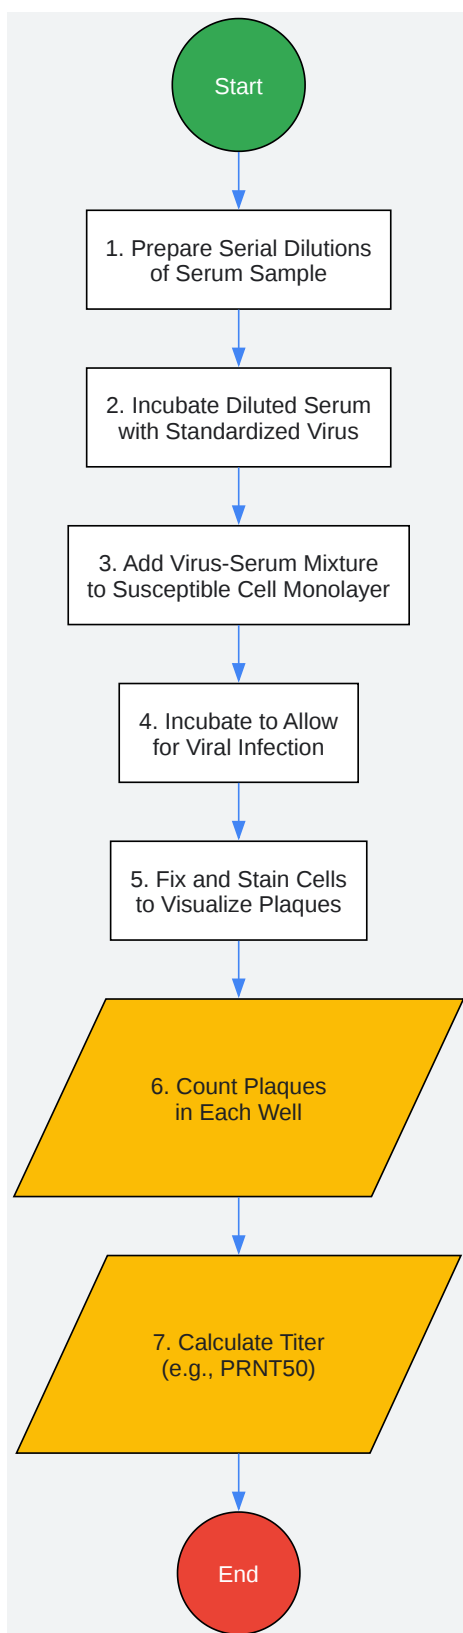 Start
1. Prepare Serial Dilutions
of Serum Sample
2. Incubate Diluted Serum
with Standardized Virus
3. Add Virus-Serum Mixture
to Susceptible Cell Monolayer
4. Incubate to Allow
for Viral Infection
5. Fix and Stain Cells
to Visualize Plaques
6. Count Plaques
in Each Well
7. Calculate Titer
(e.g., PRNT50)
End